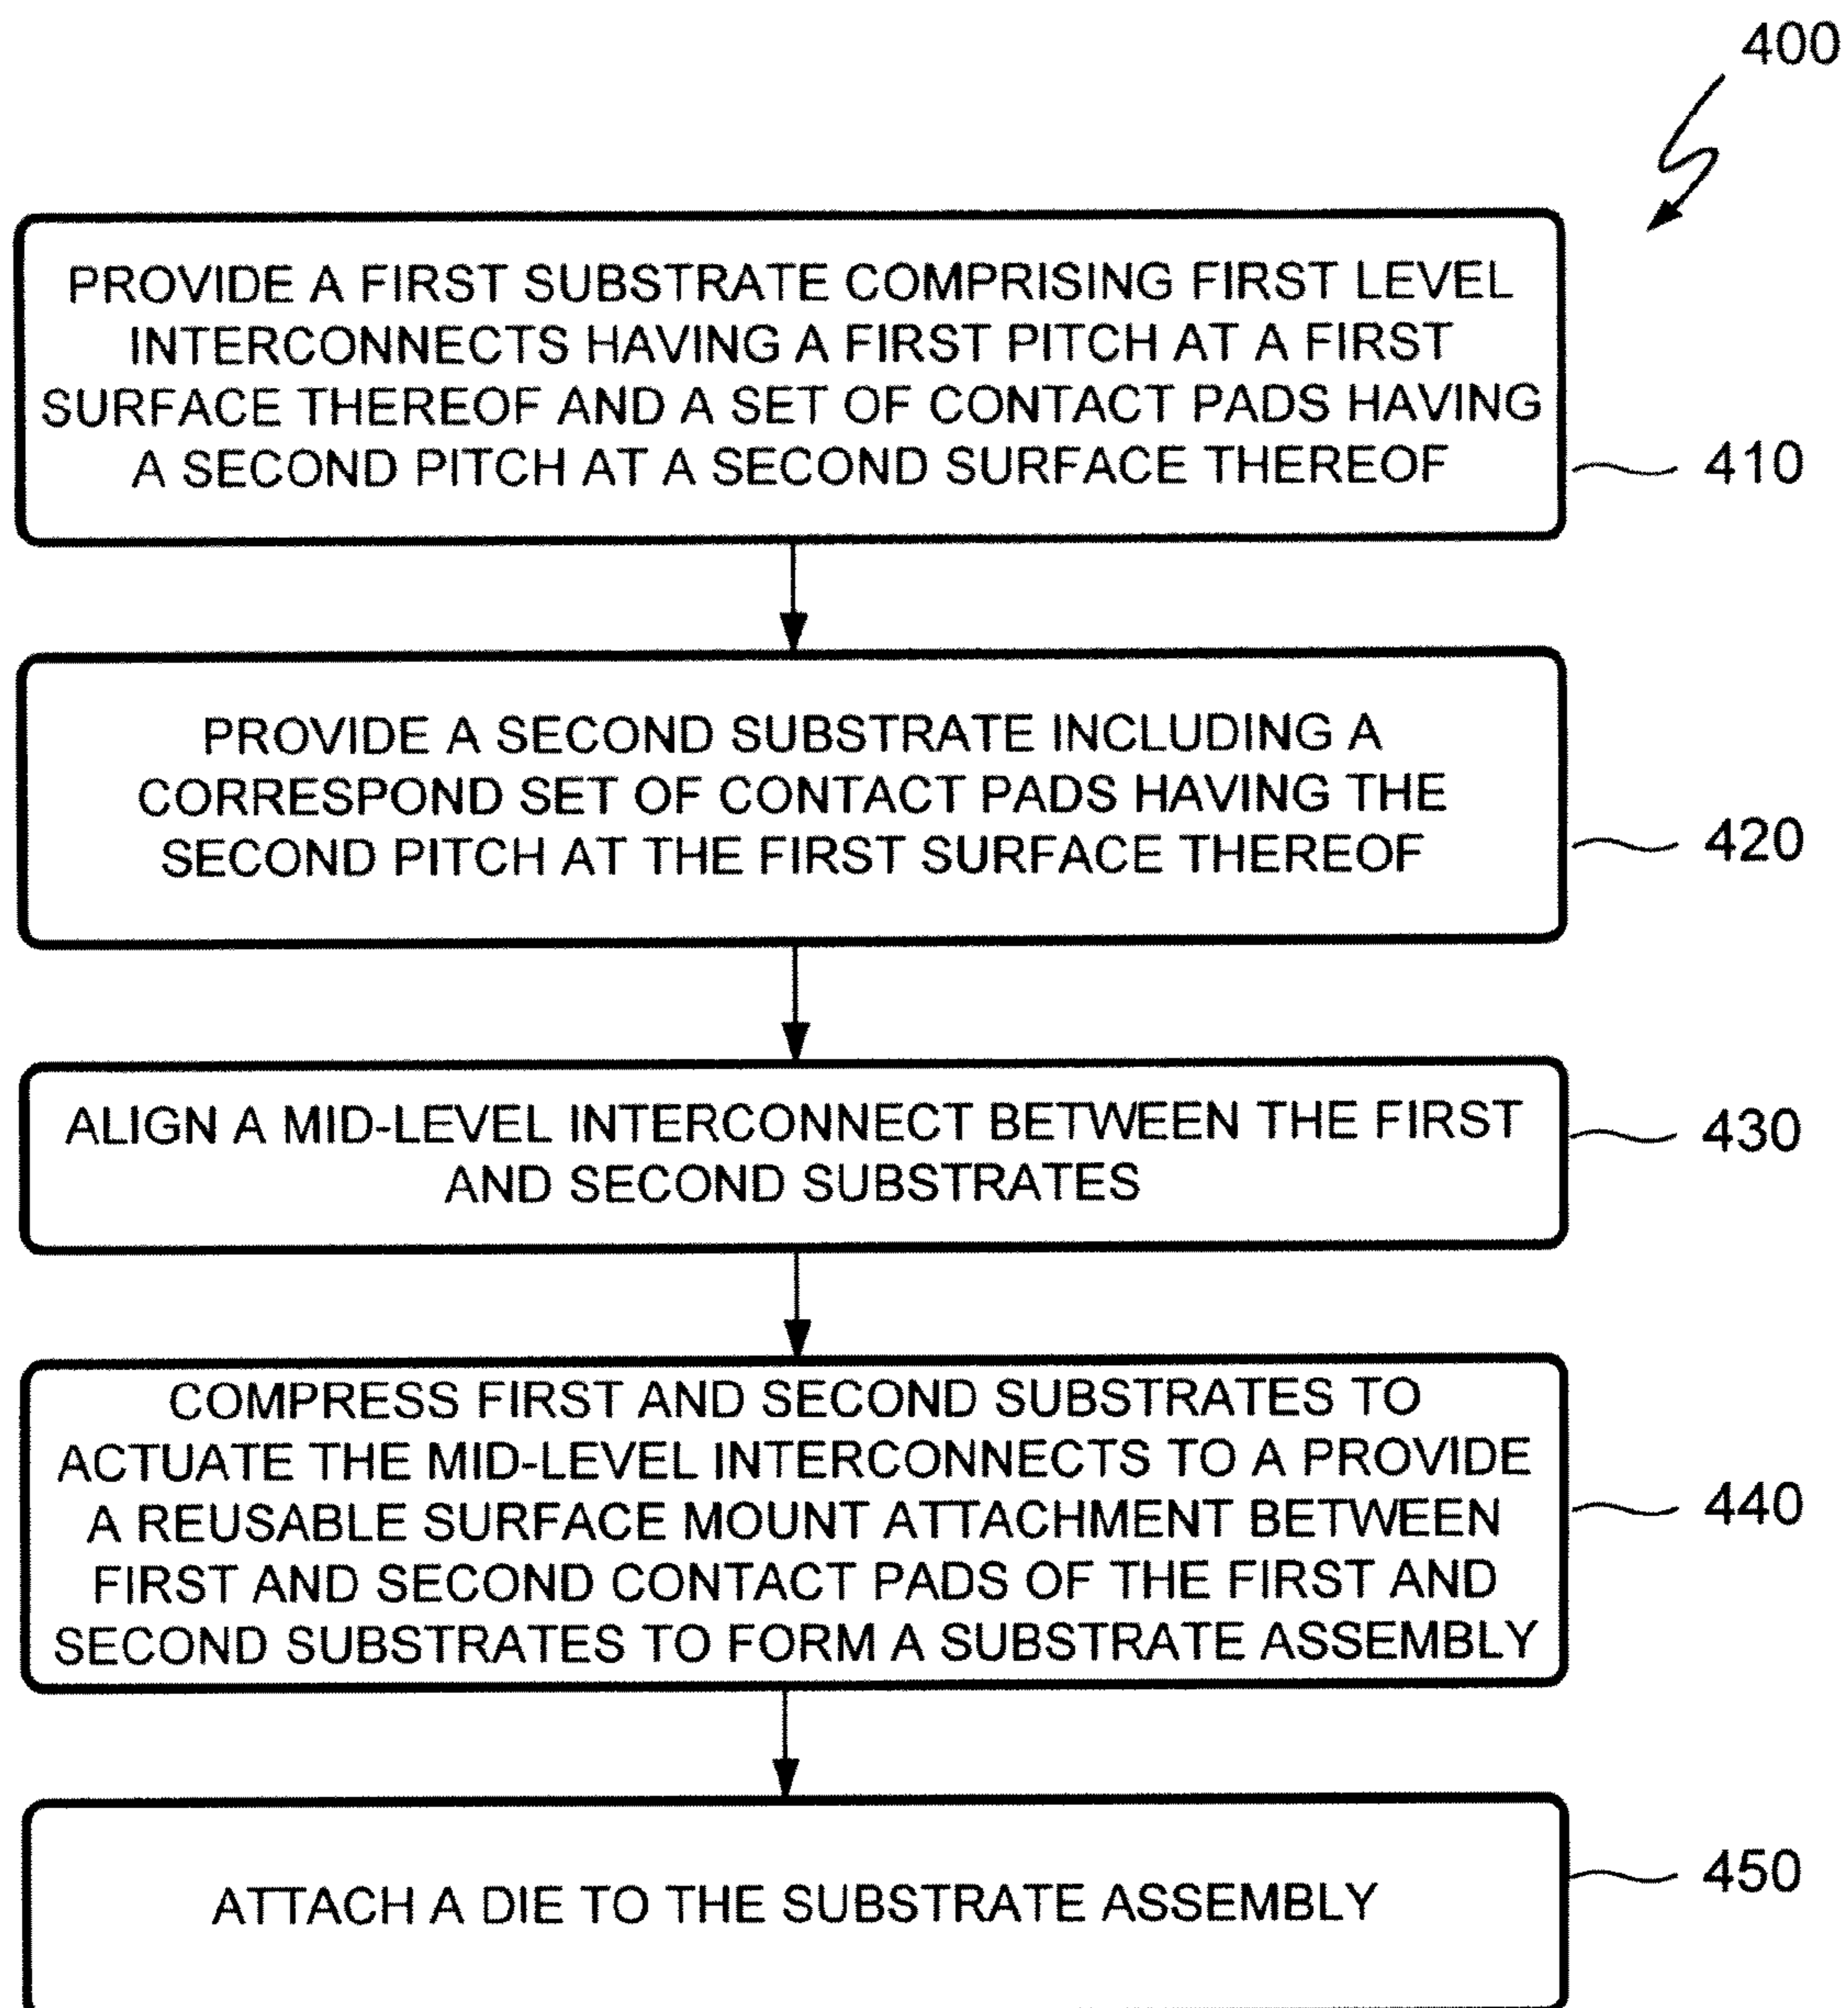 400
PROVIDE A FIRST SUBSTRATE COMPRISING FIRST LEVEL
INTERCONNECTS HAVING A FIRST PITCH AT A FIRST
SURFACE THEREOF AND A SET OF CONTACT PADS HAVING
A SECOND PITCH AT A SECOND SURFACE THEREOF
410
PROVIDE A SECOND SUBSTRATE INCLUDING A
CORRESPOND SET OF CONTACT PADS HAVING THE
SECOND PITCH AT THE FIRST SURFACE THEREOF
420
ALIGN A MID-LEVEL INTERCONNECT BETWEEN THE FIRST
AND SECOND SUBSTRATES
430
COMPRESS FIRST AND SECOND SUBSTRATES TO
ACTUATE THE MID-LEVEL INTERCONNECTS TO A PROVIDE
A REUSABLE SURFACE MOUNT ATTACHMENT BETWEEN
FIRST AND SECOND CONTACT PADS OF THE FIRST AND
SECOND SUBSTRATES TO FORM A SUBSTRATE ASSEMBLY
440
ATTACH A DIE TO THE SUBSTRATE ASSEMBLY
450